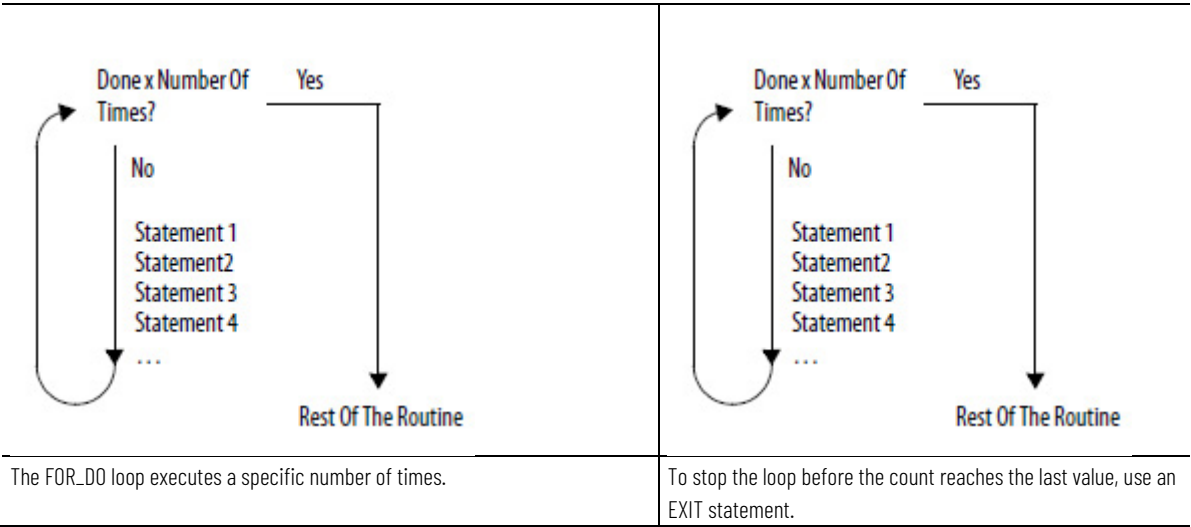 Done x Number Of
Times?
Yes
No
Statement 1
Statement2
Statement 3
Statement 4
...
Rest Of The Routine
The FOR_DO loop executes a specific number of times.
Done x Number Of
Times?
Yes
No
Statement 1
Statement2
Statement 3
Statement 4
...
Rest Of The Routine
To stop the loop before the count reaches the last value, use an
EXIT statement.